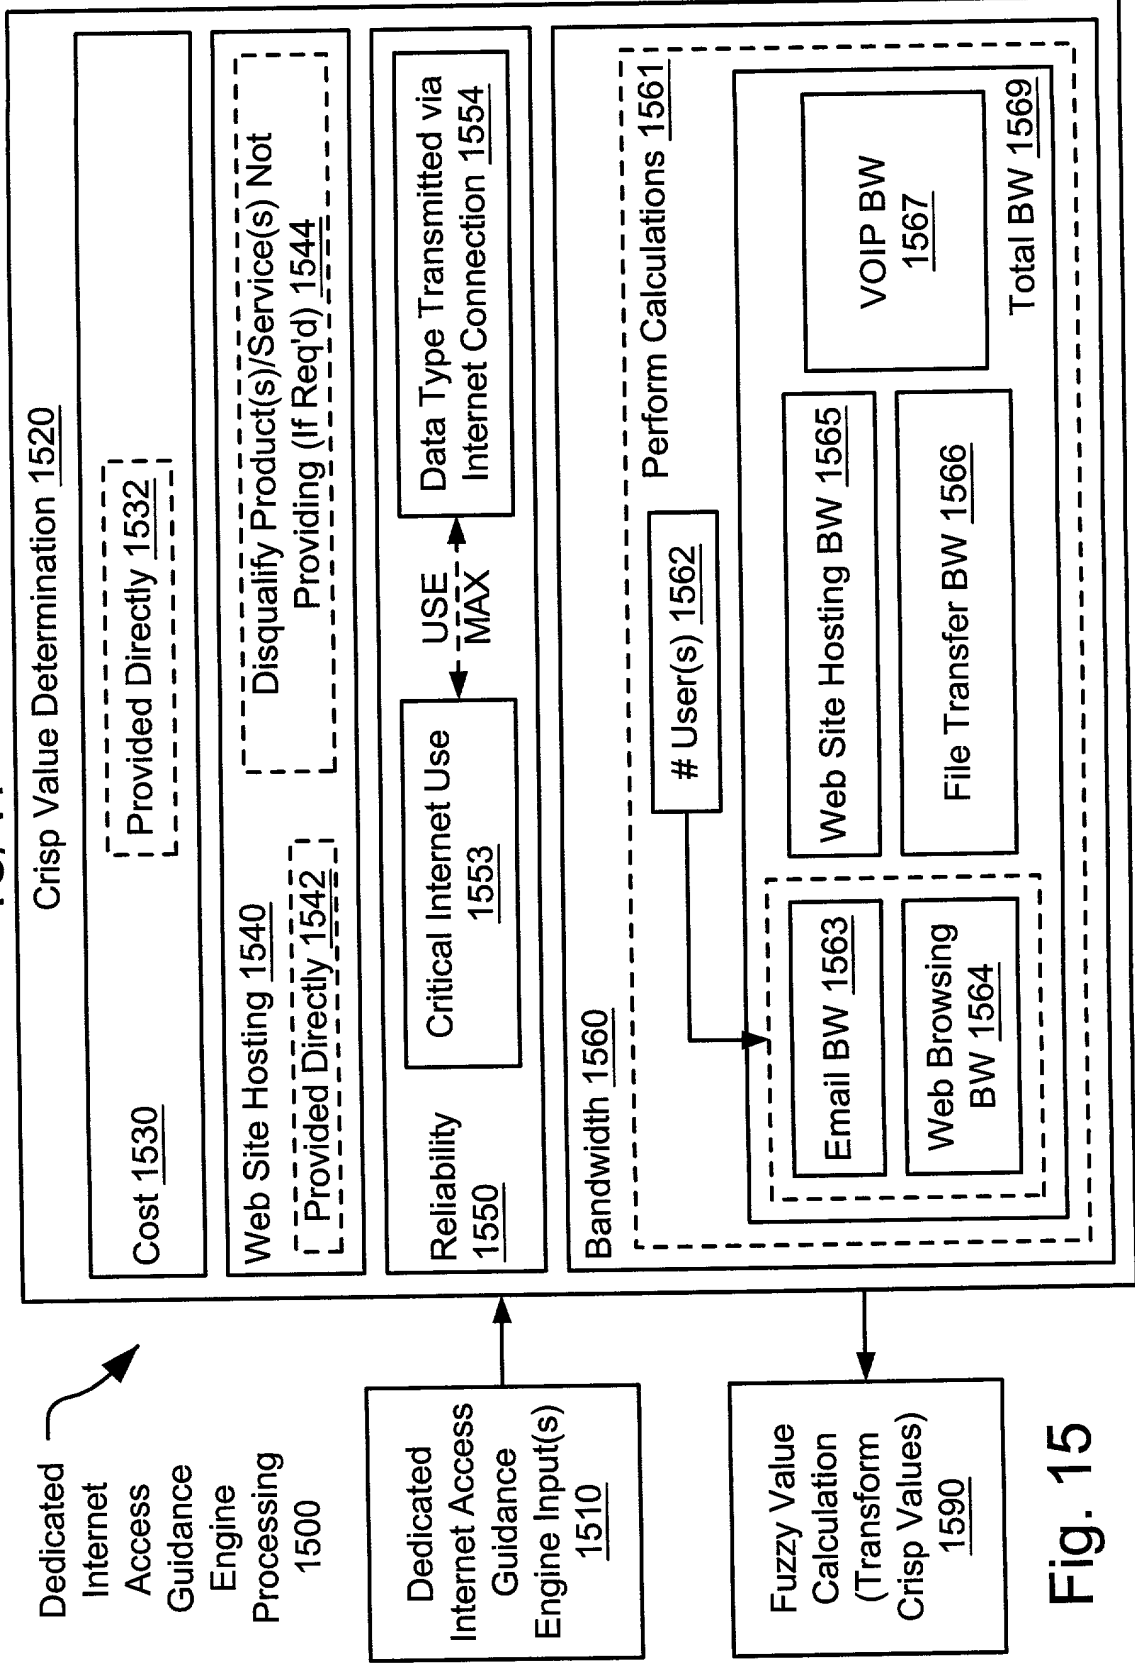 Dedicated
Internet
Access
Guidance
Engine
Processing
1500
Dedicated
Internet Access
Guidance
Engine Input(s)
1510
Fuzzy Value
Calculation
(Transform
Crisp Values)
1590
Crisp Value Determination 1520
Cost 1530
Provided Directly 1532
Web Site Hosting 1540
Provided Directly 1542
Disqualify Product(s)/Service(s) Not
Providing (If Req'd) 1544
Reliability
1550
Critical Internet Use
1553
USE
MAX
Data Type Transmitted via
Internet Connection 1554
Bandwidth 1560
Perform Calculations 1561
# User(s) 1562
Email BW 1563
Web Browsing
BW 1564
Web Site Hosting BW 1565
File Transfer BW 1566
VOIP BW
1567
Total BW 1569
Fig. 15